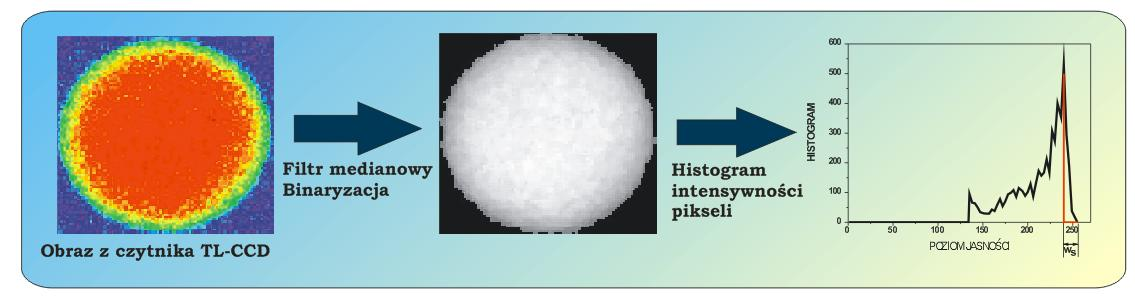 Obraz z czytnika TL-CCD
Filtr medianowy
Binaryzacja
Histogram
intensywności
pikseli
HISTOGRAM
600
500
400
300
200
100
0
0 50 100 150 200 250
POZIOM JASNOŚCI
WS